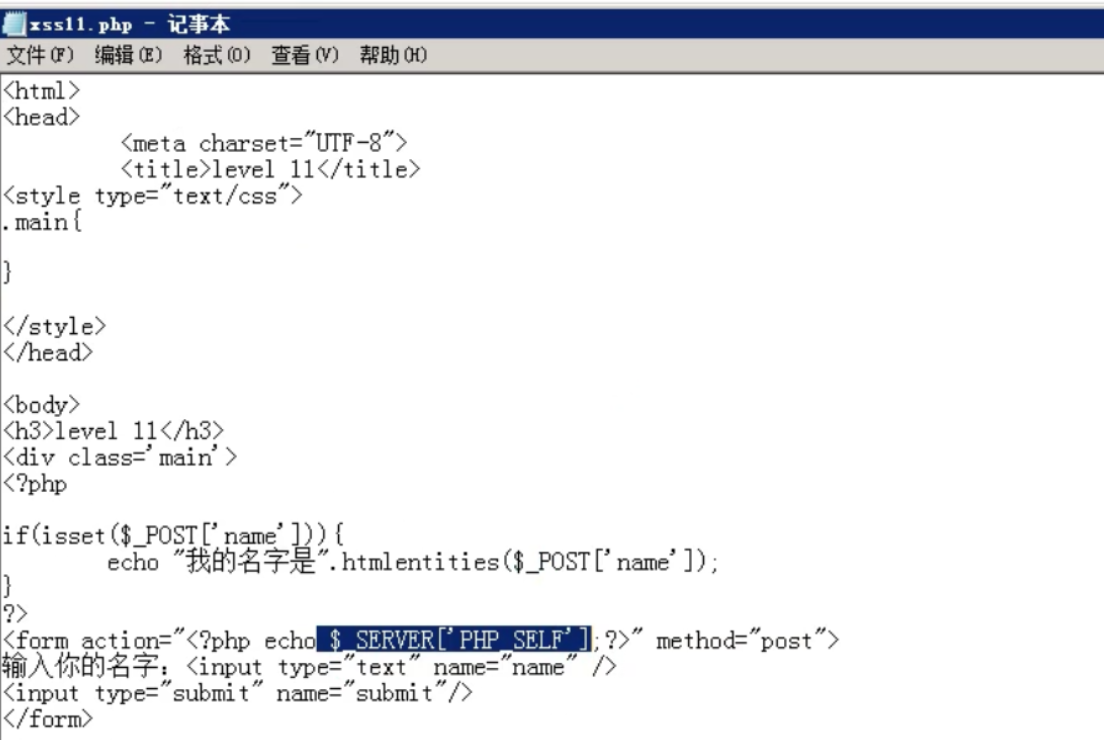 xss11.php - 记事本
文件(F) 编辑(E) 格式(O) 查看(V) 帮助(H)
<html>
<head>
<meta charset="UTF-8">
<title>level 11</title>
<style type="text/css">
.main{
}
</style>
</head>
<body>
<h3>level 11</h3>
<div class='main'>
<?php
if(isset($_POST['name'])){
echo "我的名字是".htmlentities($_POST['name']);
}
?>
<form action="<?php echo $_SERVER['PHP_SELF'];?>" method="post">
输入你的名字：<input type="text" name="name" />
<input type="submit" name="submit"/>
</form>